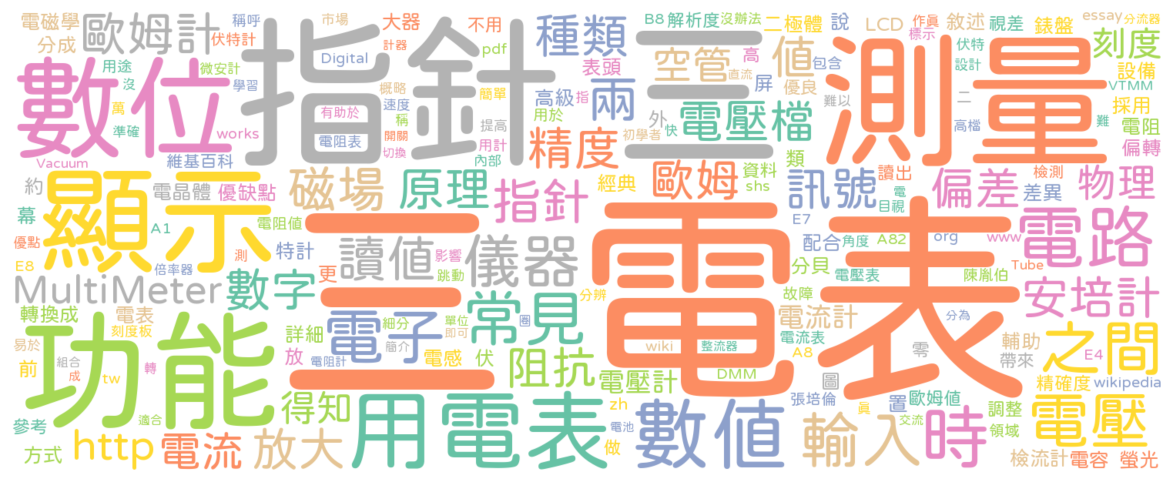 電磁學
稱呼
市場
大器
不用
種類
B8
解析度
沒辦法
二極體
說
LCD
作眞
敘述
視差
錶盤
essay
分流器
分成
歐姆計
伏特計
計器
pdf
標示
伏特
刻度
用途
微安計
Digital
指針
三
表頭
空管
高
值
包含
測量
設計
設備
數位
沒
學習
概略
簡單
兩
直流
屏
優良
二
VTMM
萬
有助於
速度
高級
指
用於
外
電壓檔
難以
高檔
難
採用
準確
works
電阻表
開關
稱
提高
初學者
快
電阻
Vacuum
維基百科
切換
用計
內部
精度
類
資料
讀出
檢測
偏轉
約
電晶體
優缺點
磁場
原理
指針
經典
歐姆
shs
訊號
電
目視
偏差
差異
物理
幕
顯示
A1
電阻值
一
電表
E7
優點
測
特計
讀値
影響
儀器
配合
角度
A82
org
www
電路
E8
倍率器
更
跳動
分貝
電壓表
陳胤伯
Tube
MultiMeter
數字
二
分辨
故障
安培計
轉換成
電表
刻度板
詳細
電子
細分
單位
即可
圈
常見
電流計
分為
功能
易於
組合
轉
放
電阻計
簡介
電感
伏
wiki
整流器
電流表
零
輔助
之間
前
成
tw
阻抗
電壓計
DMM
A8
圖
帶來
E4
參考
適合
得知
用電表
zh
電池
數值
張培倫
眞
置
歐姆值
調整
精確度
wikipedia
方式
http
電流
放大
做
輸入
交流
時
領域
電壓
檢流計
電容
螢光